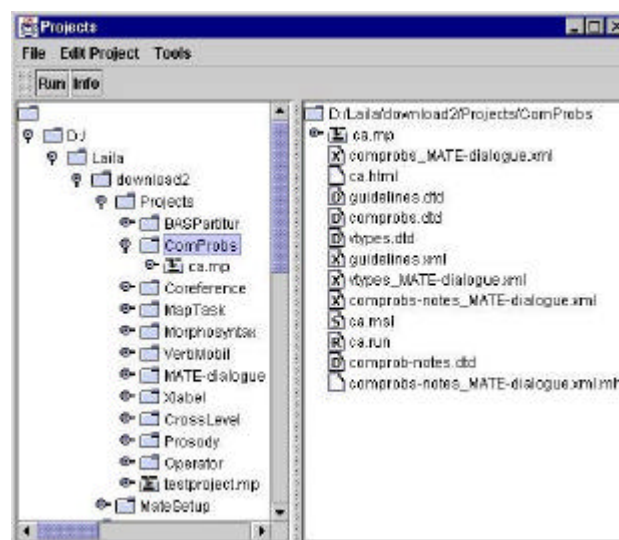 Projects
File Edit Project Tools
Run Info
D:/
Laila
download2
Projects
BASPartitur
ComProbs
ca.mp
Coreference
MapTask
Morphosyntax
VerbMobil
MATE-dialogue
Xlabel
CrossLevel
Prosody
Operator
testproject.mp
MateSetup
D:/Laila/download2/Projects/ComProbs
ca.mp
comprobs_MATE-dialogue.xml
ca.html
guidelines.dtd
comprobs.dtd
vtypes.dtd
guidelines.xml
vtypes_MATE-dialogue.xml
comprobs-notes_MATE-dialogue.xml
ca.msl
ca.run
comprob-notes.dtd
comprobs-notes_MATE-dialogue.xml.mh